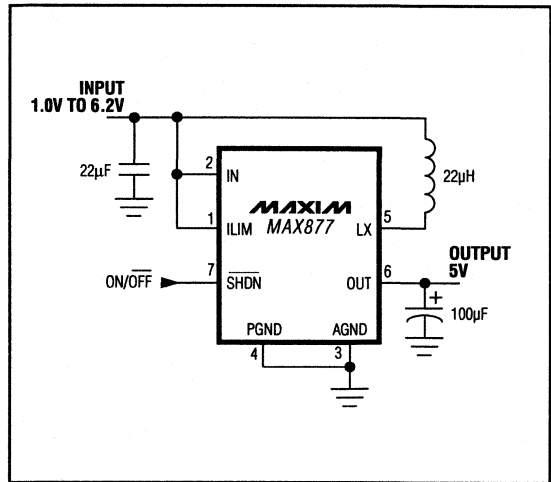 INPUT
1.0V TO 6.2V
22µF
2
IN
MAXIM
MAX877
1
ILIM
5
LX
22µH
7
ON/OFF
SHDN
6
OUT
OUTPUT
5V
+
100µF
PGND
AGND
4
3